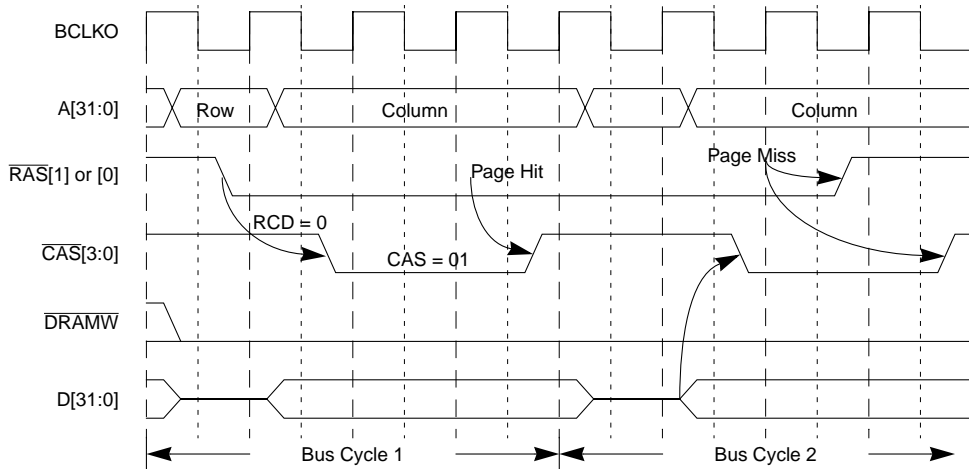 BCLKO
A[31:0]
Row
Column
Column
RAS[1] or [0]
Page Hit
Page Miss
RCD = 0
CAS[3:0]
CAS = 01
DRAMW
D[31:0]
Bus Cycle 1
Bus Cycle 2